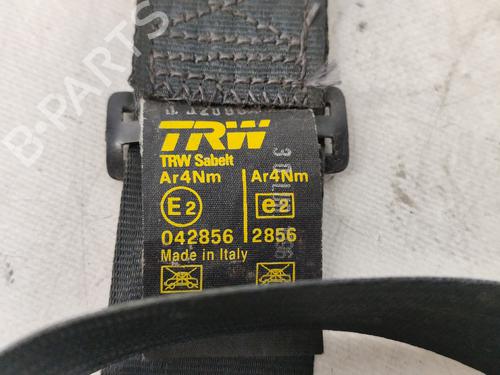 TRW
TRW Sabelt
Ar4Nm Ar4Nm
E2 e2
042856 2856
Made in Italy
B-PARTS